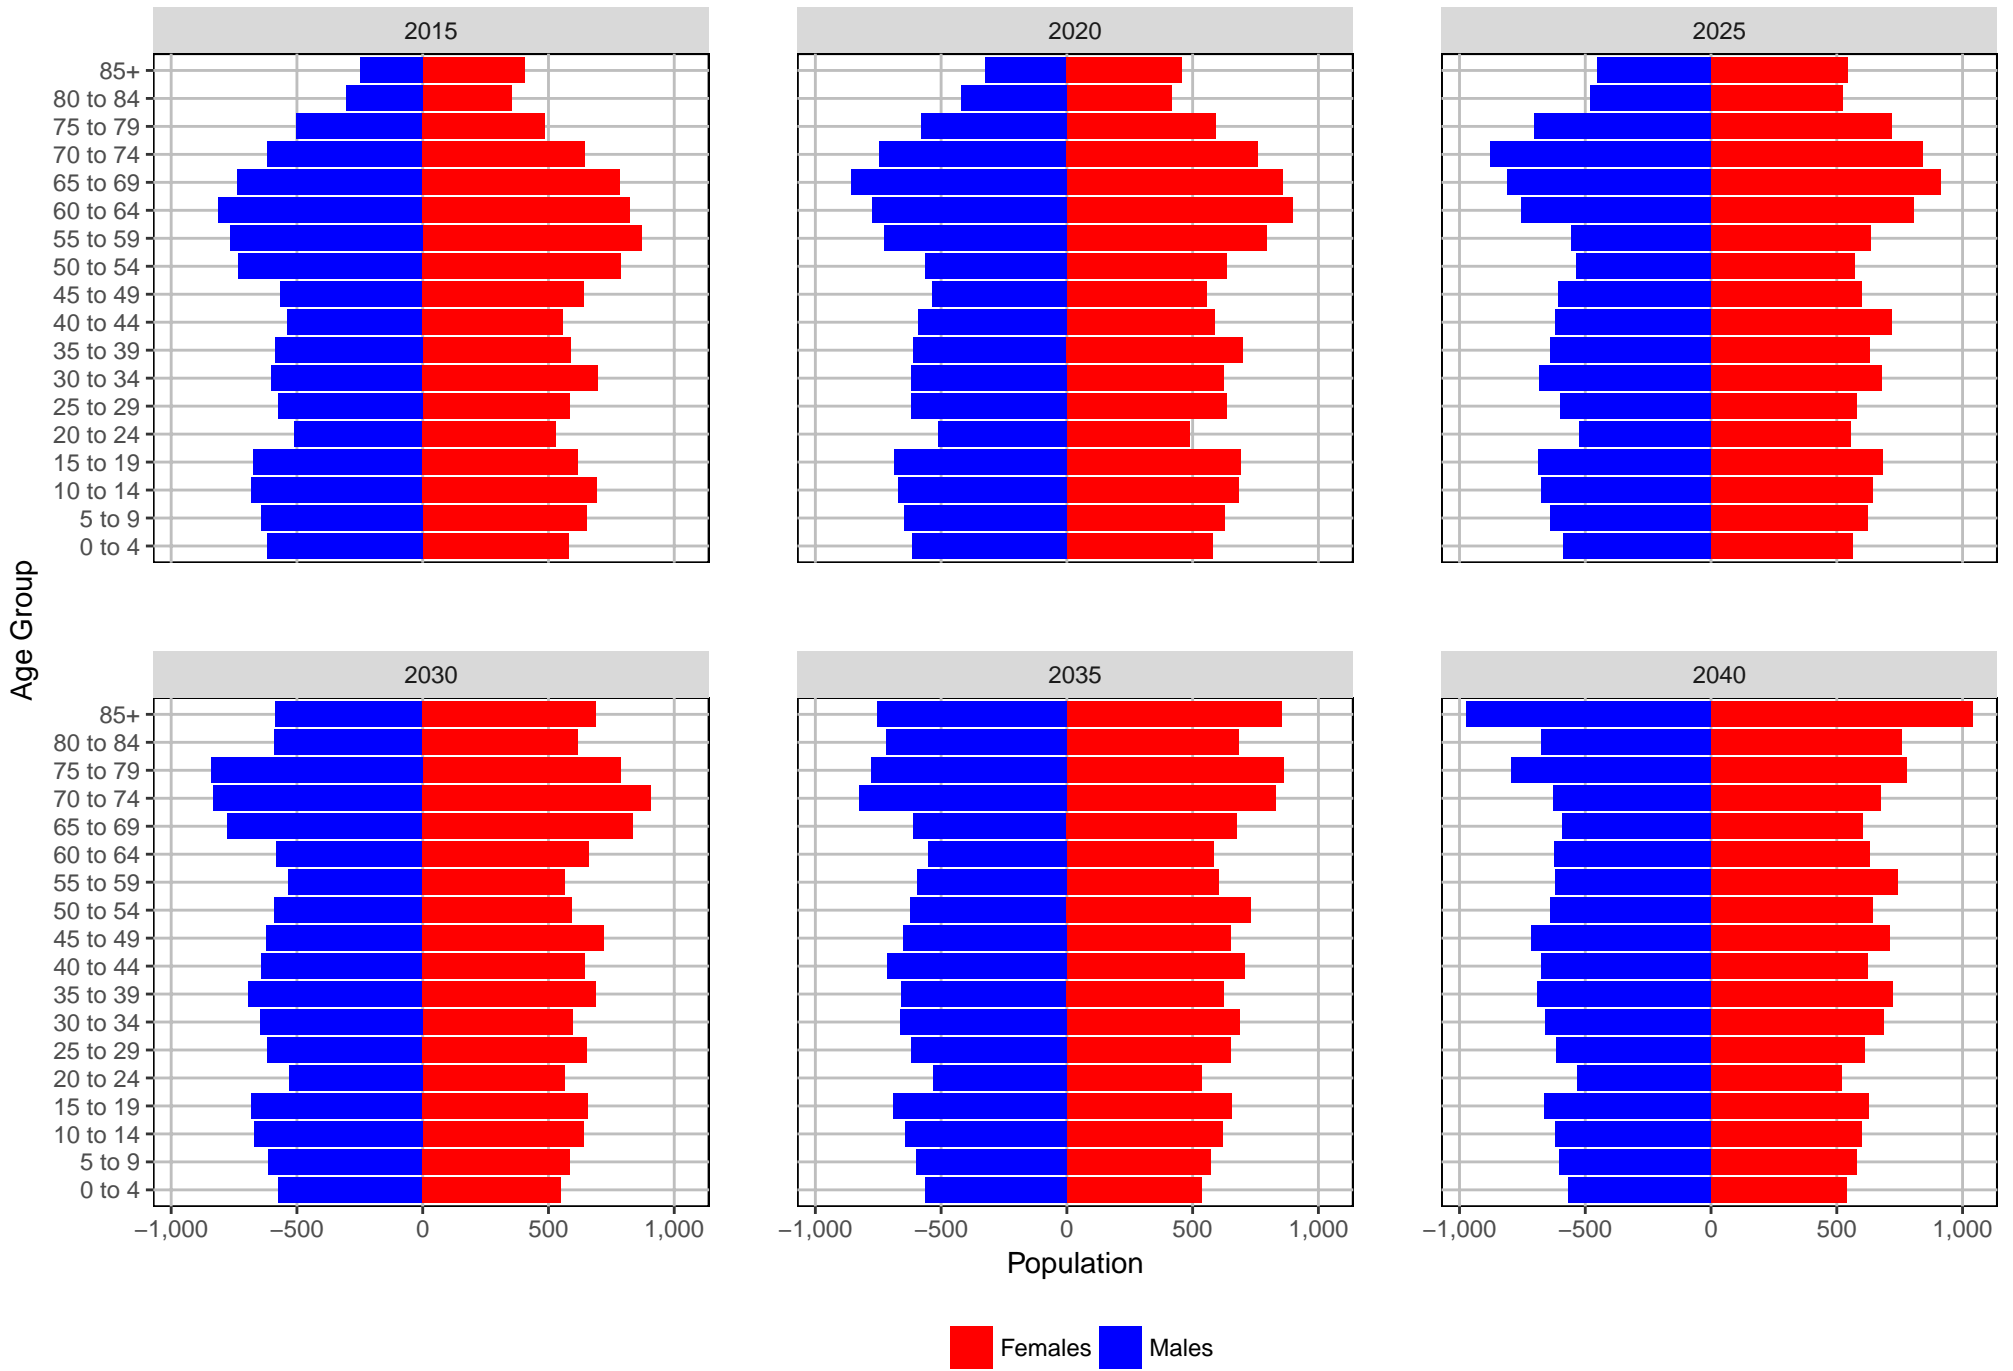 2015
2020
2025
85+
80 to 84
75 to 79
70 to 74
65 to 69
60 to 64
55 to 59
50 to 54
45 to 49
40 to 44
35 to 39
30 to 34
25 to 29
20 to 24
15 to 19
10 to 14
5 to 9
0 to 4
Age Group
2030
2035
2040
85+
80 to 84
75 to 79
70 to 74
65 to 69
60 to 64
55 to 59
50 to 54
45 to 49
40 to 44
35 to 39
30 to 34
25 to 29
20 to 24
15 to 19
10 to 14
5 to 9
0 to 4
−1,000 −500 0 500 1,000
−1,000 −500 0 500 1,000
−1,000 −500 0 500 1,000
Population
Females Males